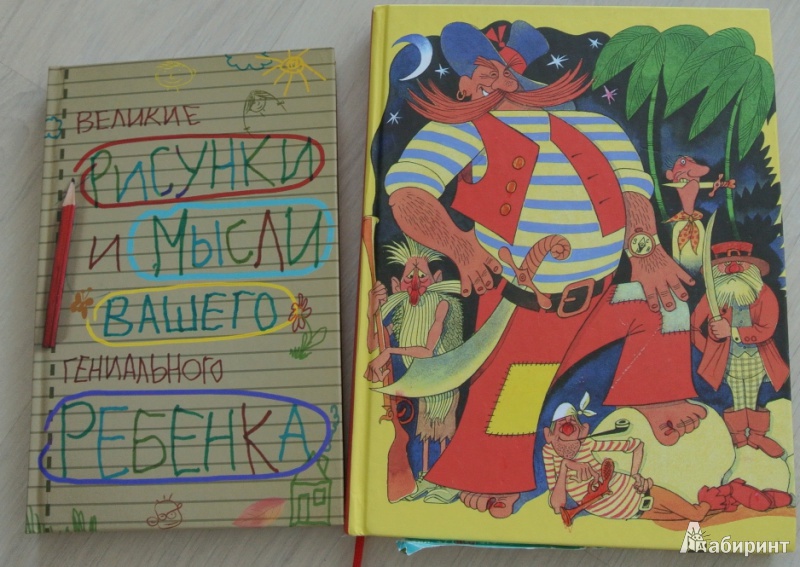 ВЕЛИКИЕ
РИСУНКИ
И МЫСЛИ
ВАШЕГО
ГЕНИАЛЬНОГО
РЕБЕНКА
Лабиринт